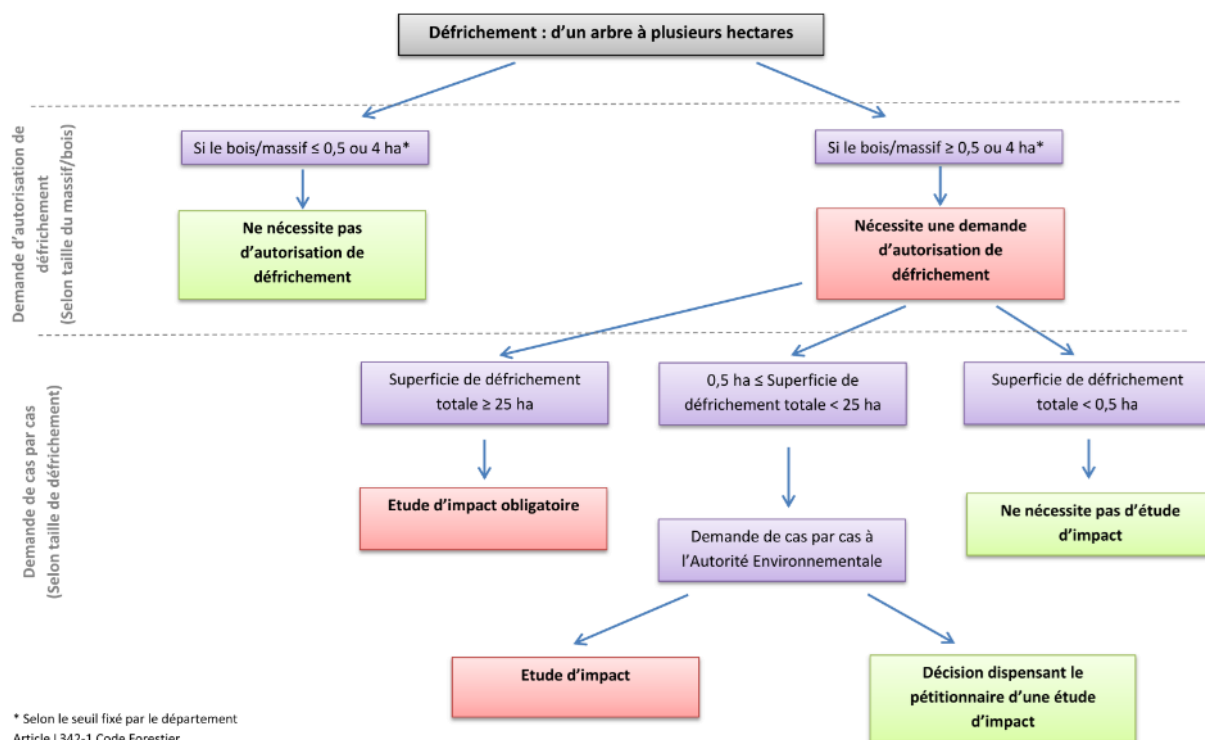 Défrichement : d'un arbre à plusieurs hectares
Demande d'autorisation de
défrichement
(Selon taille du massif/bois)
Si le bois/massif ≤ 0,5 ou 4 ha*
Si le bois/massif ≥ 0,5 ou 4 ha*
Ne nécessite pas
d'autorisation de
défrichement
Nécessite une demande
d'autorisation de
défrichement
Demande de cas par cas
(Selon taille de défrichement)
Superficie de défrichement
totale ≥ 25 ha
0,5 ha ≤ Superficie de
défrichement totale < 25 ha
Superficie de défrichement
totale < 0,5 ha
Etude d'impact obligatoire
Demande de cas par cas à
l'Autorité Environnementale
Ne nécessite pas d'étude
d'impact
Etude d'impact
Décision dispensant le
pétitionnaire d'une étude
d'impact
* Selon le seuil fixé par le département
Article L342-1 Code Forestier